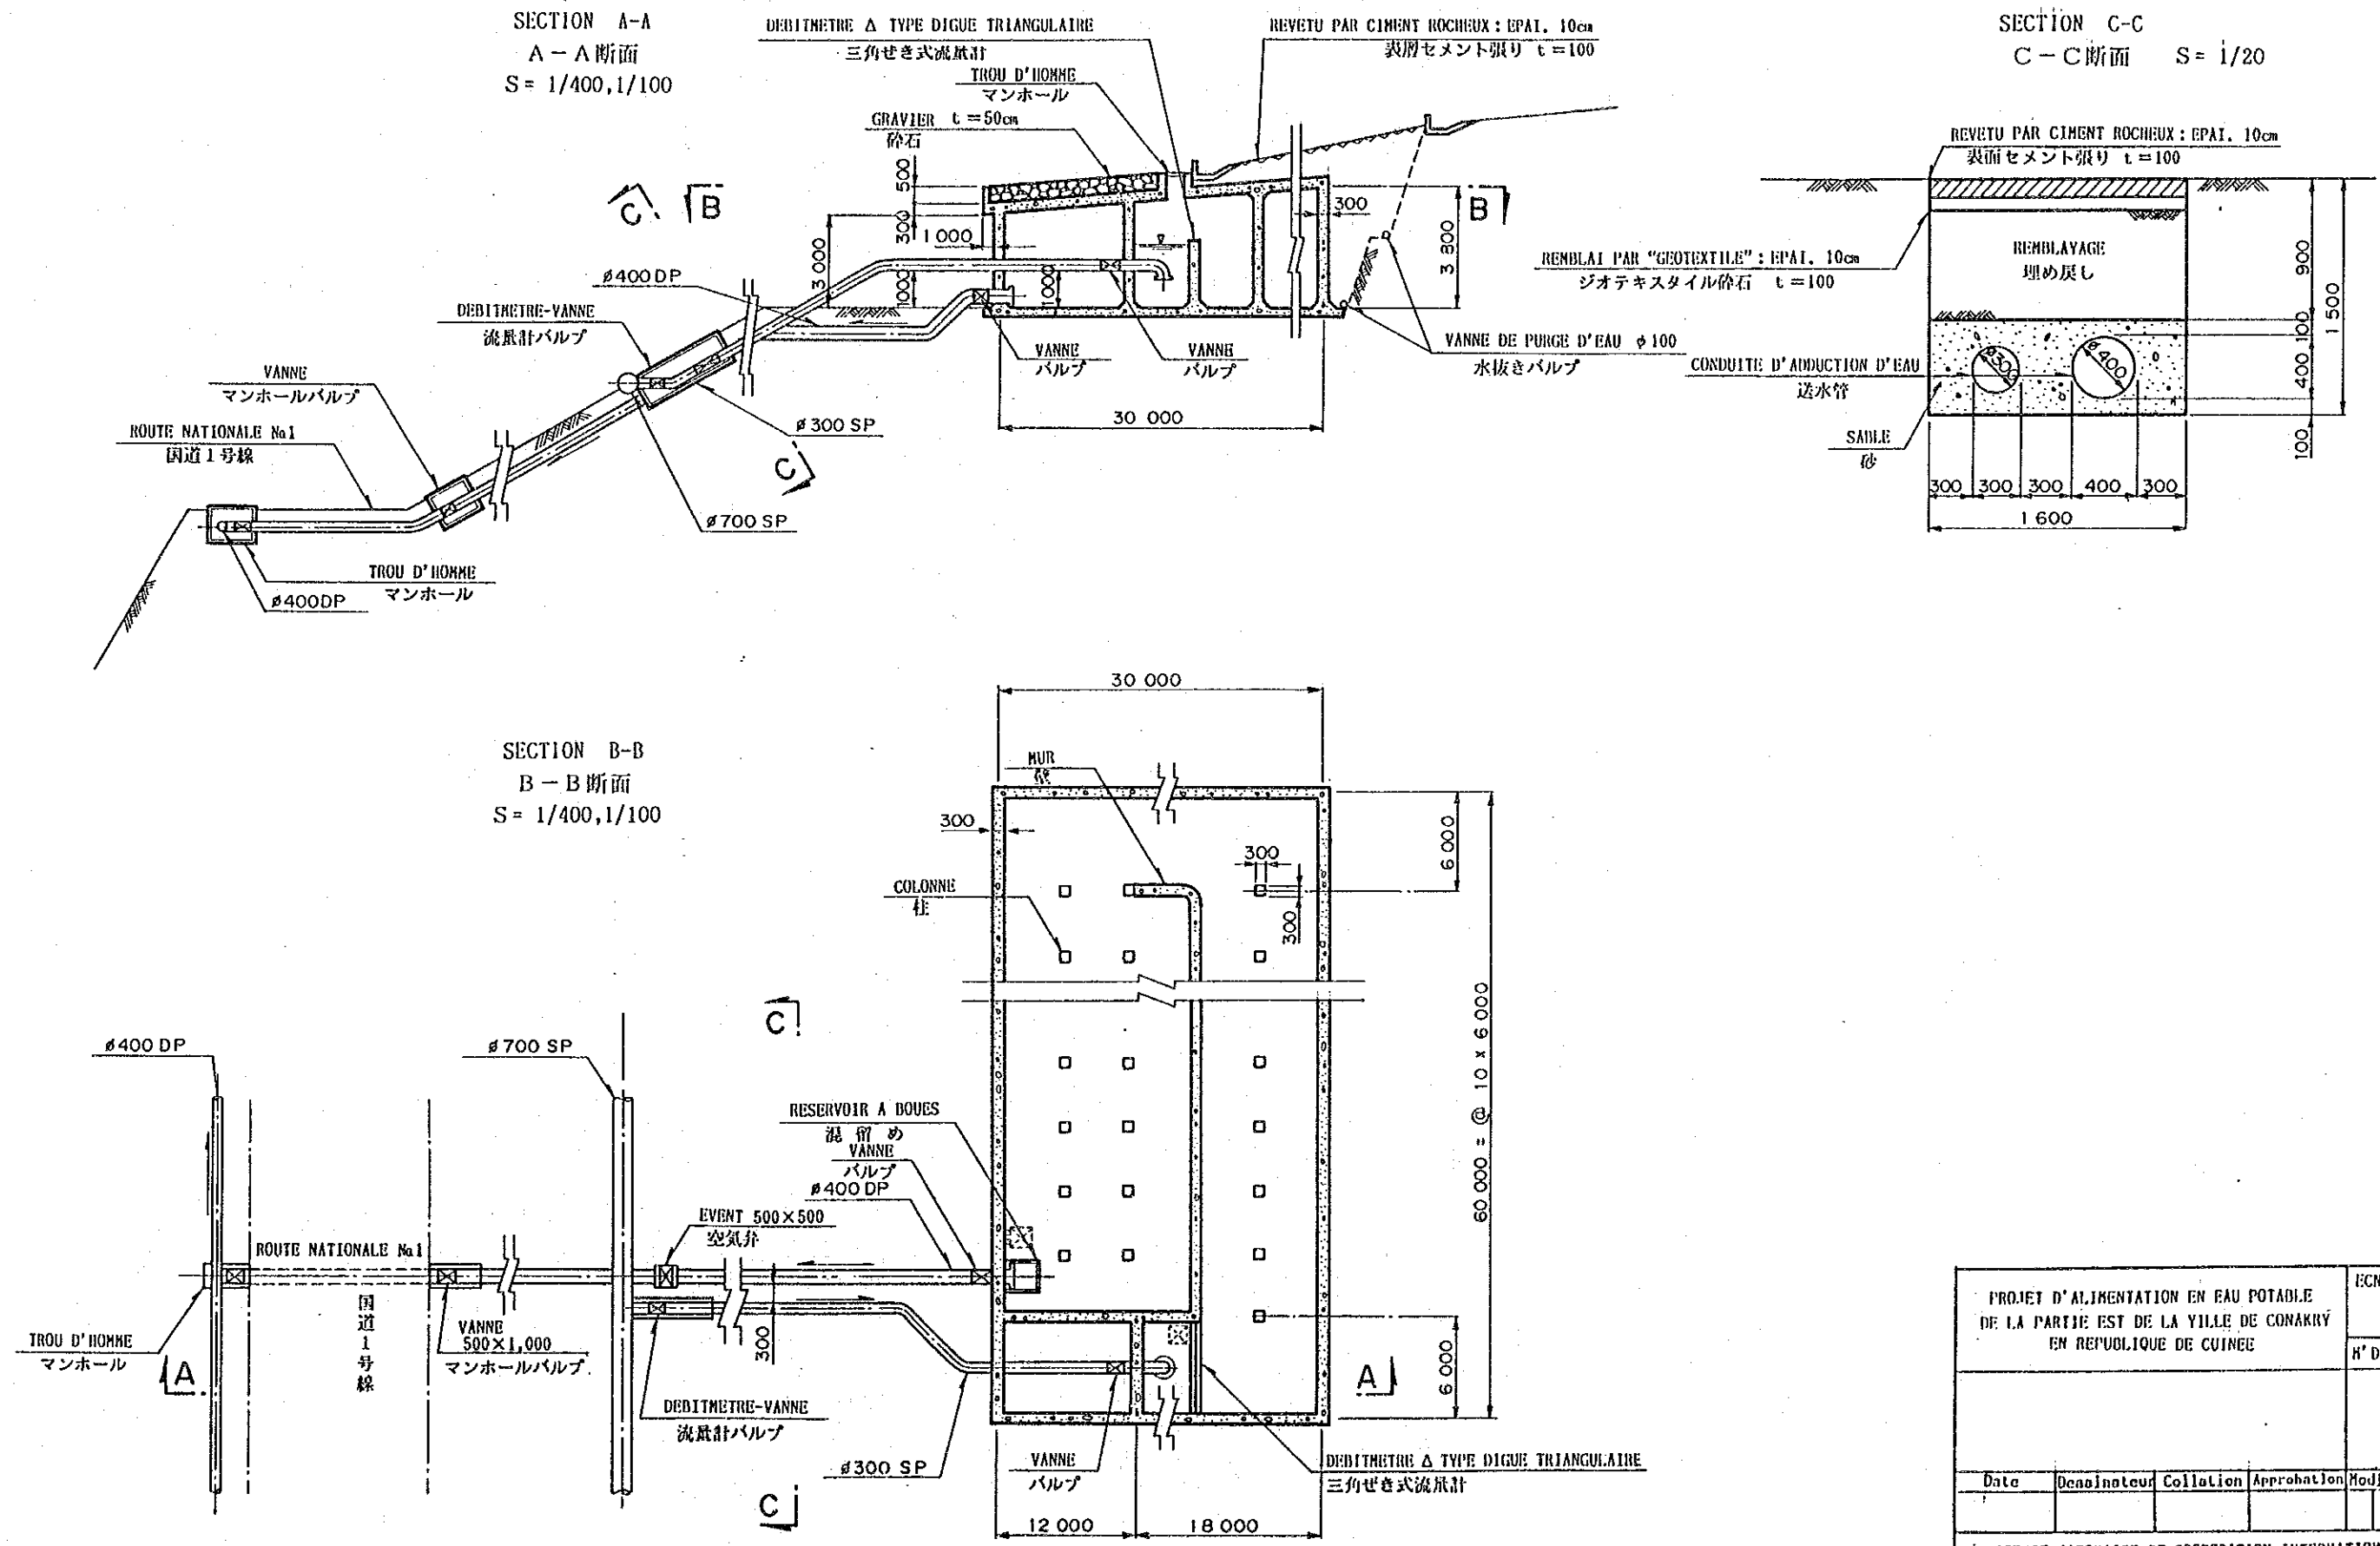 SECTION A-A
A－A断面
S= 1/400,1/100
DEBITMETRE Δ TYPE DIGUE TRIANGULAIRE
三角せき式流量計
TROU D'HOMME
マンホール
GRAVIER t=50cm
砕石
REVETU PAR CIMENT ROCHEUX: EPAI. 10cm
表層セメント張り t=100
500
300
3 000
1 000
1000
1000
300
3 800
30 000
C
B
B
C
ø400DP
DEBITMETRE-VANNE
流量計バルブ
VANNE
マンホールバルブ
ROUTE NATIONALE No1
国道1号線
ø300 SP
ø700 SP
TROU D'HOMME
マンホール
ø400DP
VANNE
バルブ
VANNE
バルブ
VANNE DE PURGE D'EAU φ100
水抜きバルブ
SECTION C-C
C－C断面 S= 1/20
REVETU PAR CIMENT ROCHEUX: EPAI. 10cm
表面セメント張り t=100
REMBLAI PAR "GEOTEXTILE": EPAI. 10cm
ジオテキスタイル砕石 t=100
REMBLAYAGE
埋め戻し
CONDUITE D'ADDUCTION D'EAU
送水管
SABLE
砂
ø300
ø400
900
100
400
100
1 500
300 300 300 400 300
1 600
SECTION B-B
B－B断面
S= 1/400,1/100
30 000
MUR
壁
300
COLONNE
柱
300
300
6 000
60 000 = @ 10 x 6 000
6 000
C
ø400 DP
ø700 SP
RESERVOIR A BOUES
泥留め
VANNE
バルブ
ø400 DP
EVENT 500×500
空気弁
ROUTE NATIONALE No1
国道1号線
VANNE
500×1,000
マンホールバルブ
TROU D'HOMME
マンホール
A
300
DEBITMETRE-VANNE
流量計バルブ
ø300 SP
C
VANNE
バルブ
A
DEBITMETRE Δ TYPE DIGUE TRIANGULAIRE
三角せき式流量計
12 000
18 000
PROJET D'ALIMENTATION EN EAU POTABLE
DE LA PARTIE EST DE LA VILLE DE CONAKRY
EN REPUBLIQUE DE GUINEE
Date Dessinateur Collation Approbation